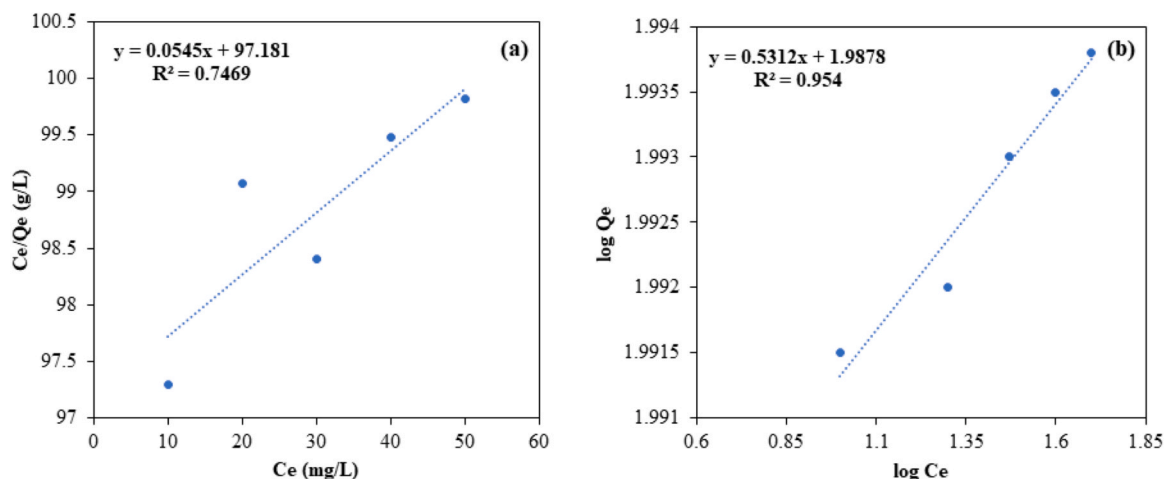 (a)
y = 0.0545x + 97.181
R² = 0.7469
100.5
100
99.5
99
98.5
98
97.5
97
Ce/Qe (g/L)
0 10 20 30 40 50 60
Ce (mg/L)
(b)
y = 0.5312x + 1.9878
R² = 0.954
1.994
1.9935
1.993
1.9925
1.992
1.9915
1.991
log Qe
0.6 0.85 1.1 1.35 1.6 1.85
log Ce